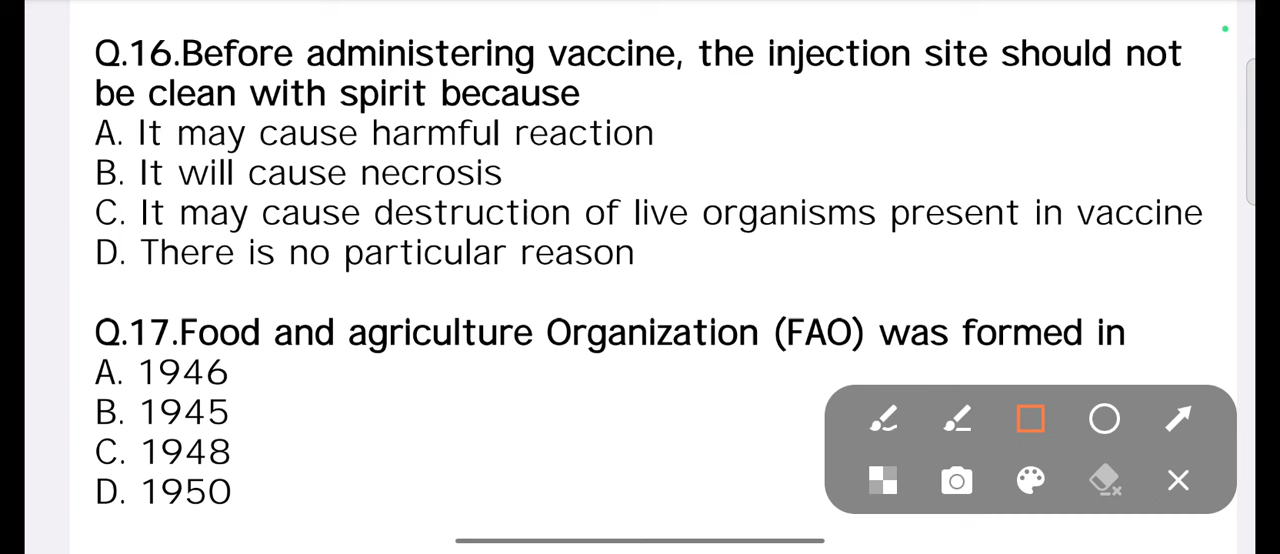 Q.16.Before administering vaccine, the injection site should not
be clean with spirit because
A. It may cause harmful reaction
B. It will cause necrosis
C. It may cause destruction of live organisms present in vaccine
D. There is no particular reason
Q.17.Food and agriculture Organization (FAO) was formed in
A. 1946
B. 1945
C. 1948
D. 1950